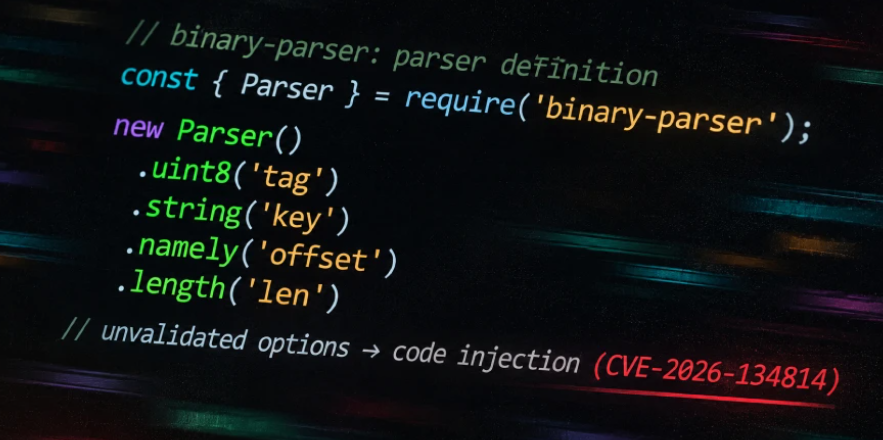 // binary-parser: parser definition
const { Parser } = require('binary-parser');
new Parser()
.uint8('tag')
.string('key')
.namely('offset')
.length('len')
// unvalidated options → code injection (CVE-2026-134814)